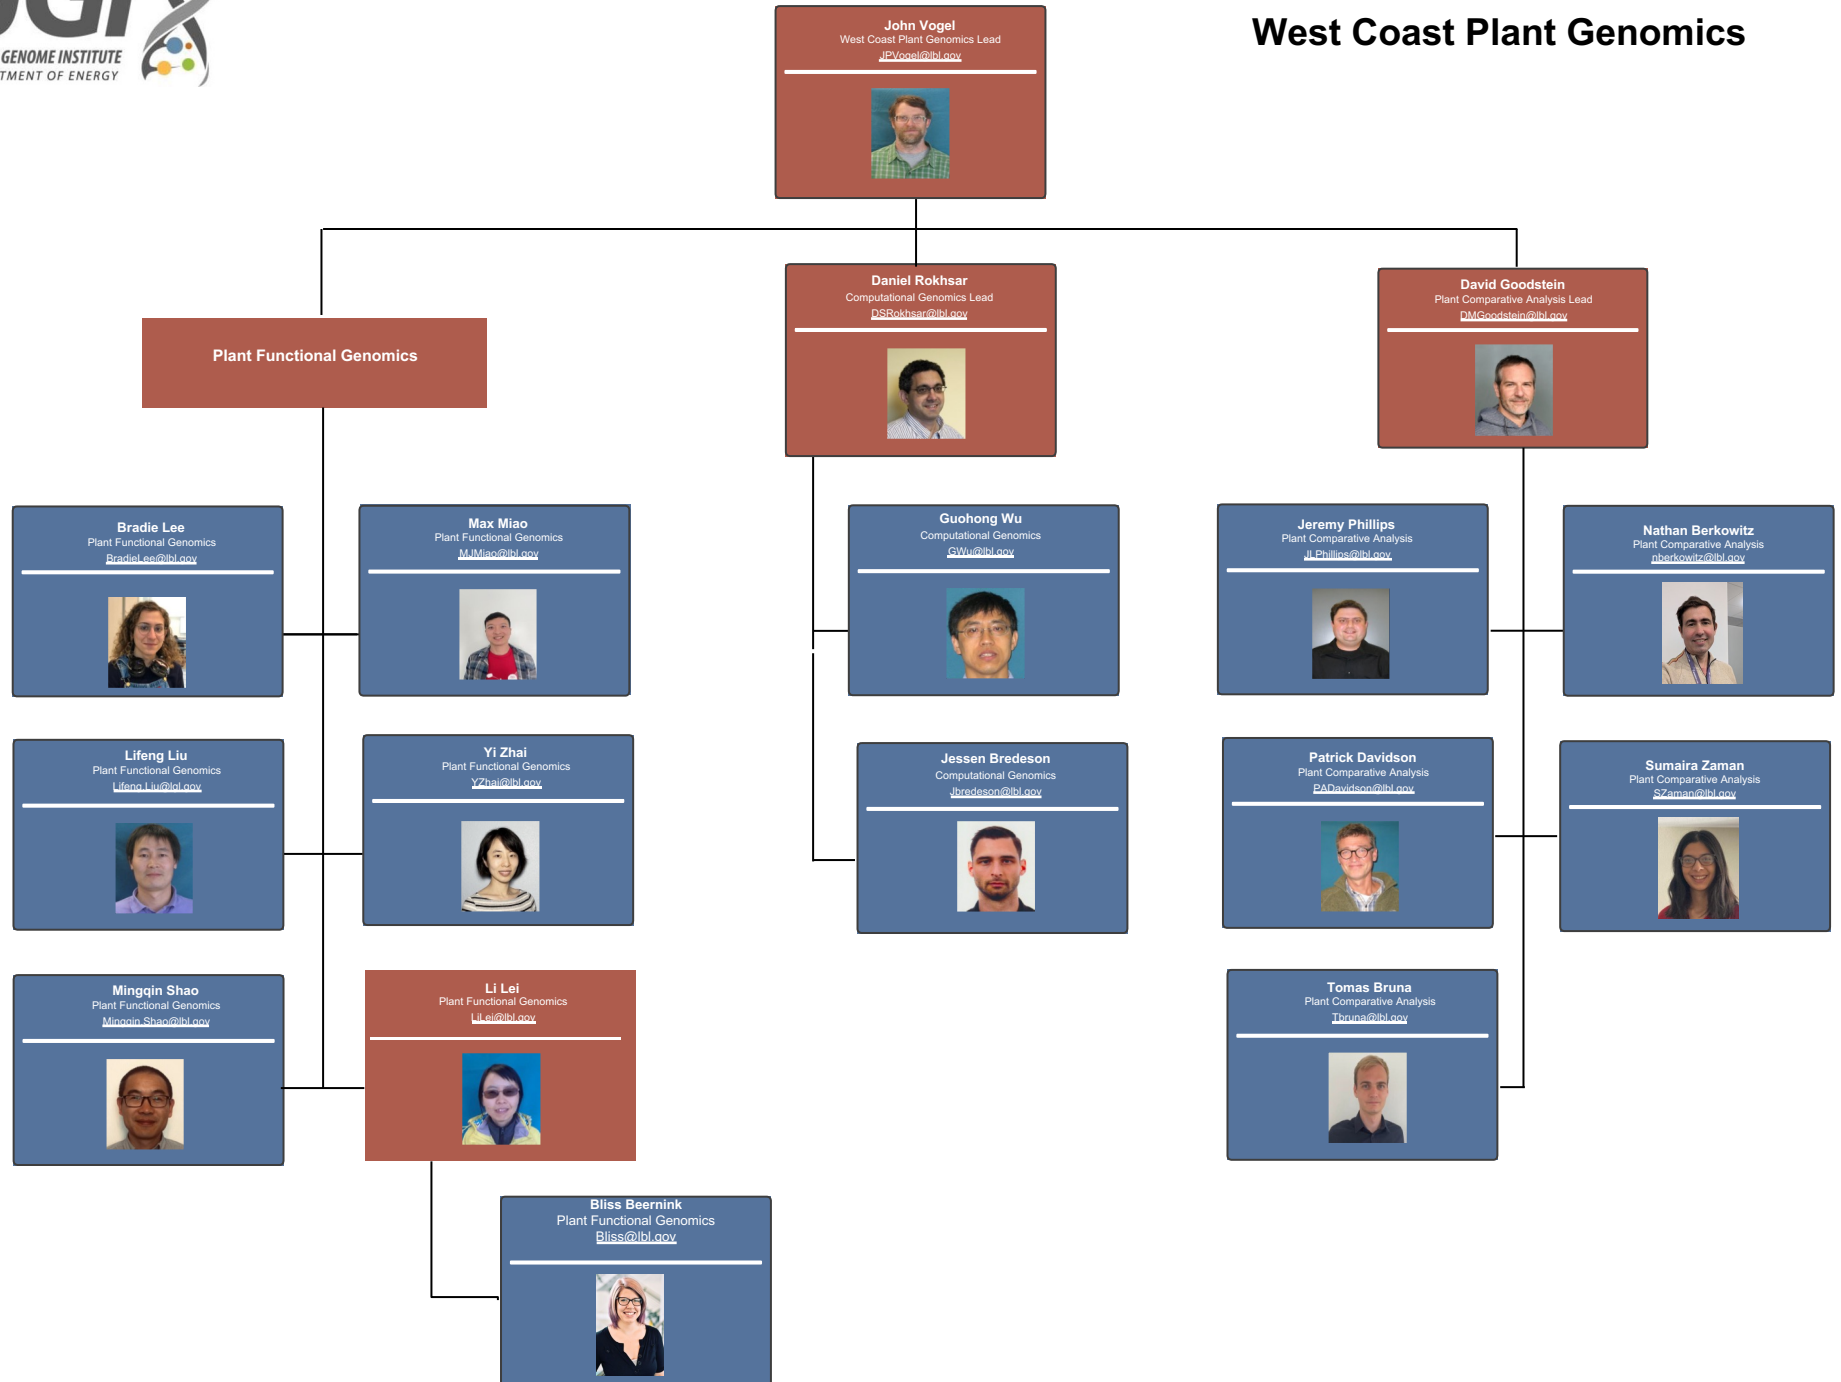 GENOME INSTITUTE
TMENT OF ENERGY
West Coast Plant Genomics
John Vogel
West Coast Plant Genomics Lead
JPVogel@lbl.gov
Plant Functional Genomics
Daniel Rokhsar
Computational Genomics Lead
DSRokhsar@lbl.gov
David Goodstein
Plant Comparative Analysis Lead
DMGoodstein@lbl.gov
Bradie Lee
Plant Functional Genomics
BradieLee@lbl.gov
Max Miao
Plant Functional Genomics
MJMiao@lbl.gov
Guohong Wu
Computational Genomics
GWu@lbl.gov
Jeremy Phillips
Plant Comparative Analysis
JLPhillips@lbl.gov
Nathan Berkowitz
Plant Comparative Analysis
nberkowitz@lbl.gov
Lifeng Liu
Plant Functional Genomics
Lifeng.Liu@lgl.gov
Yi Zhai
Plant Functional Genomics
YZhai@lbl.gov
Jessen Bredeson
Computational Genomics
Jbredeson@lbl.gov
Patrick Davidson
Plant Comparative Analysis
PADavidson@lbl.gov
Sumaira Zaman
Plant Comparative Analysis
SZaman@lbl.gov
Mingqin Shao
Plant Functional Genomics
Mingqin.Shao@lbl.gov
Li Lei
Plant Functional Genomics
LiLei@lbl.gov
Tomas Bruna
Plant Comparative Analysis
Tbruna@lbl.gov
Bliss Beernink
Plant Functional Genomics
Bliss@lbl.gov